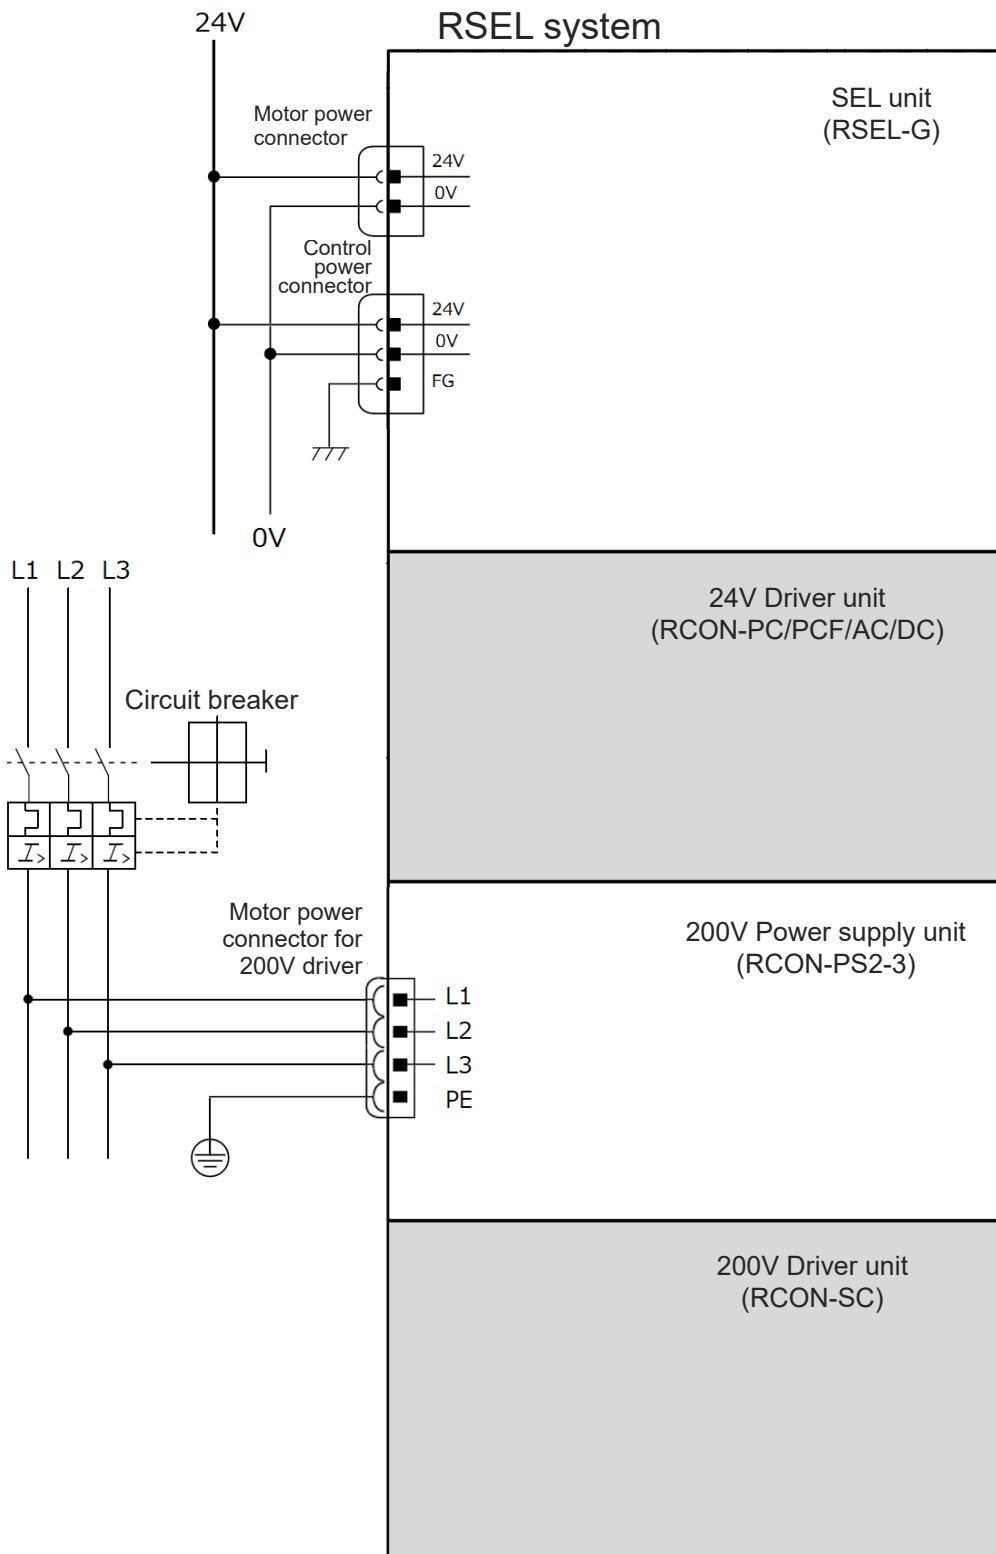 24V
RSEL system
SEL unit
(RSEL-G)
Motor power
connector
24V
0V
Control
power
connector
24V
0V
FG
0V
L1 L2 L3
24V Driver unit
(RCON-PC/PCF/AC/DC)
Circuit breaker
I> I> I>
Motor power
connector for
200V driver
200V Power supply unit
(RCON-PS2-3)
L1
L2
L3
PE
200V Driver unit
(RCON-SC)